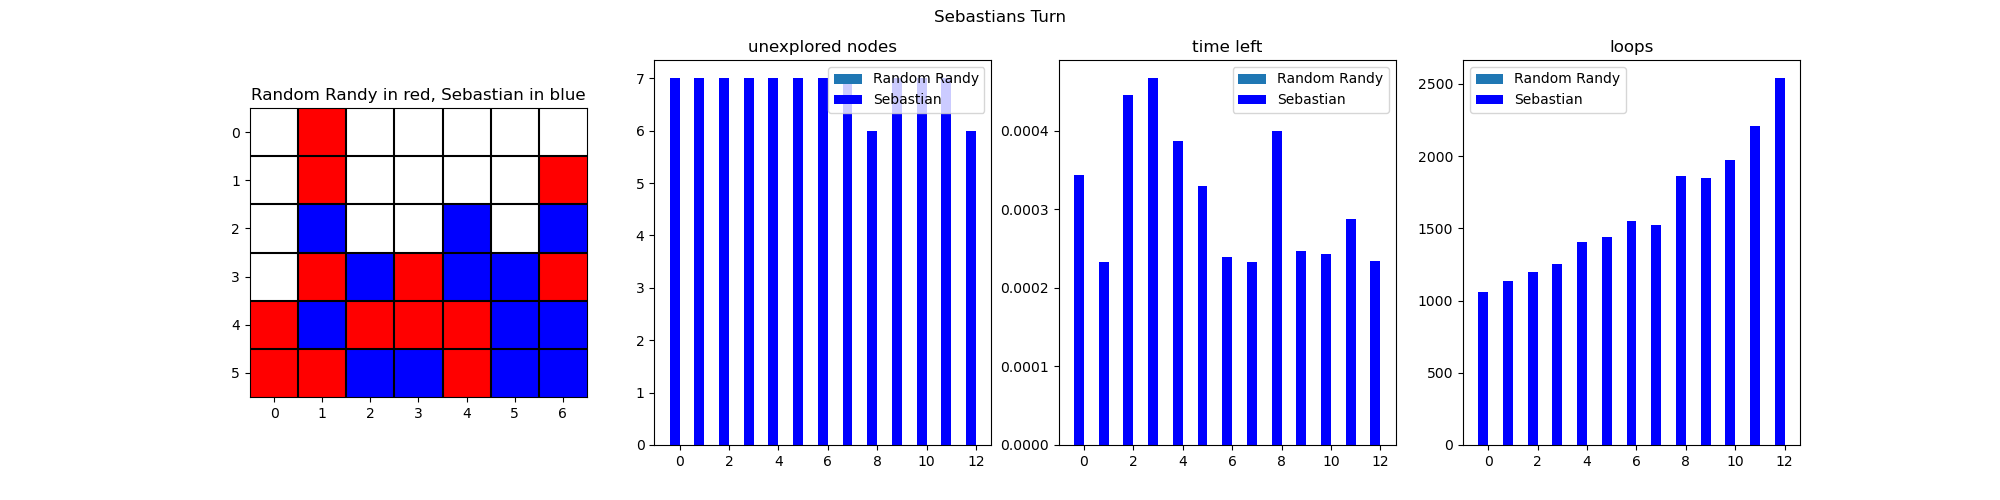 Sebastians Turn
Random Randy in red, Sebastian in blue
0
1
2
3
4
5
0 1 2 3 4 5 6
unexplored nodes
Random Randy
Sebastian
7
6
5
4
3
2
1
0
0 2 4 6 8 10 12
time left
Random Randy
Sebastian
0.0004
0.0003
0.0002
0.0001
0.0000
0 2 4 6 8 10 12
loops
Random Randy
Sebastian
2500
2000
1500
1000
500
0
0 2 4 6 8 10 12